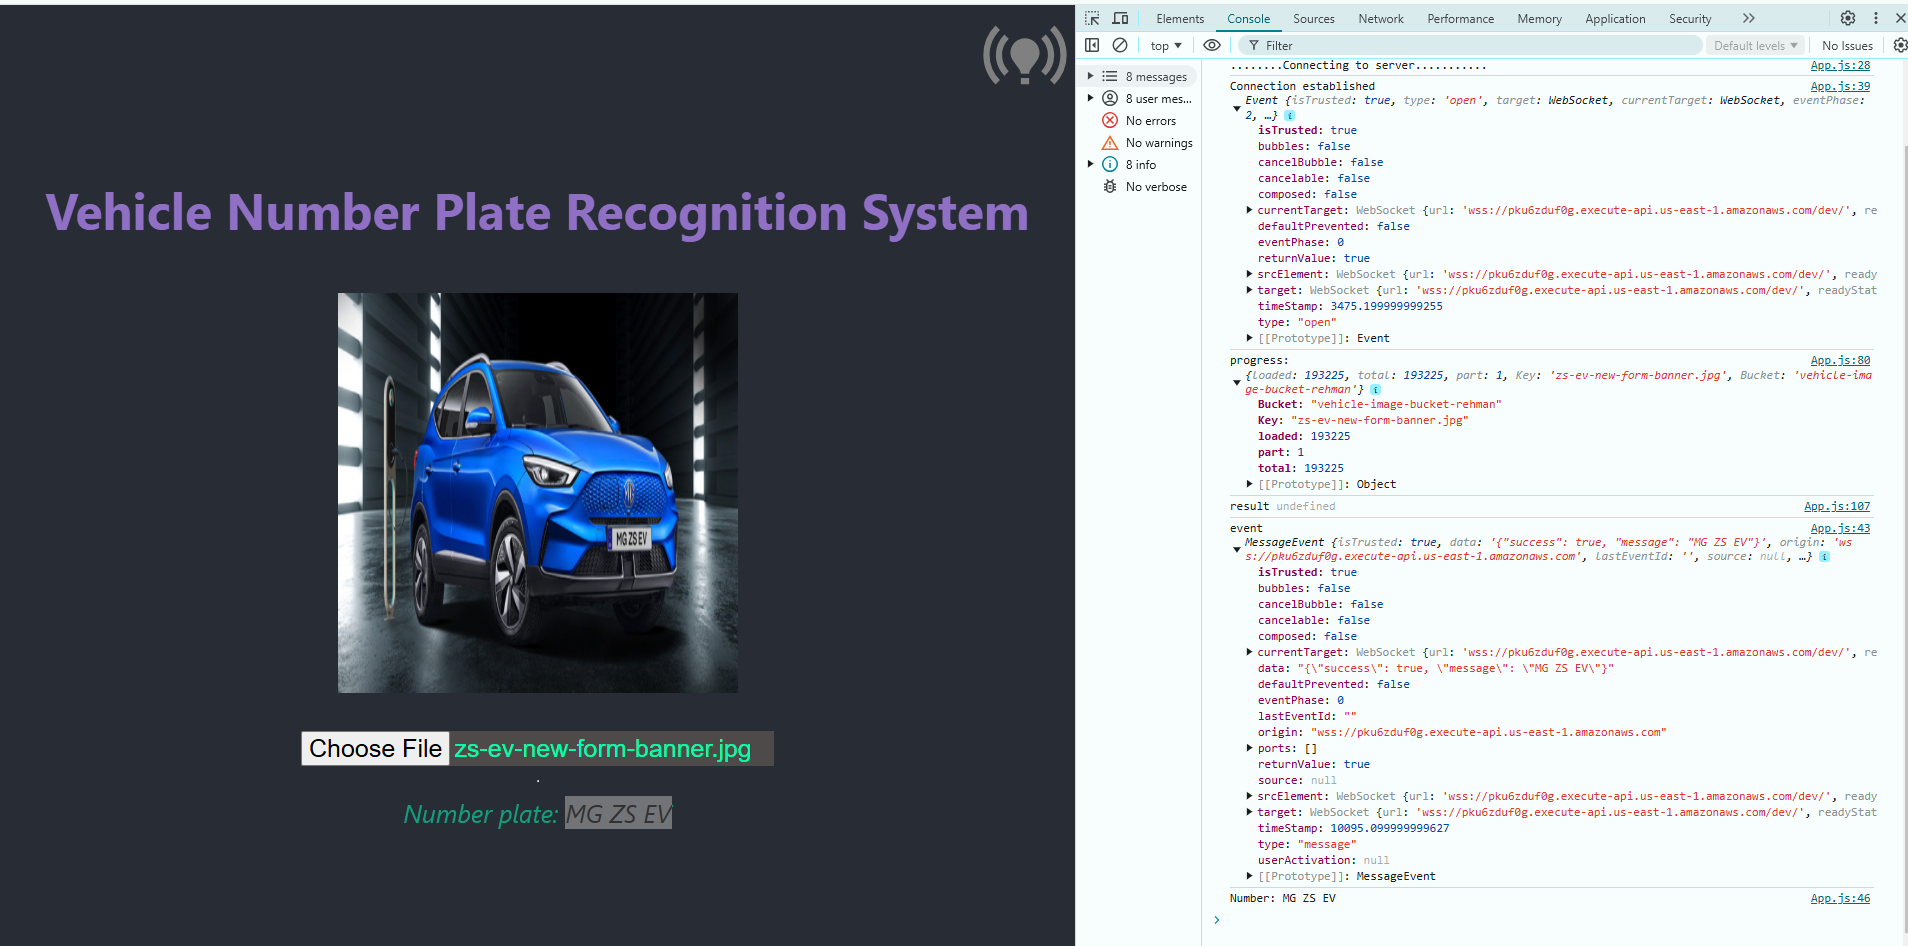 Vehicle Number Plate Recognition System
MG ZS EV
Choose File zs-ev-new-form-banner.jpg
.
Number plate: MG ZS EV
Elements Console Sources Network Performance Memory Application Security
top Filter Default levels No Issues
8 messages
8 user mes...
No errors
No warnings
8 info
No verbose
........Connecting to server........... App.js:28
Connection established App.js:39
Event {isTrusted: true, type: 'open', target: WebSocket, currentTarget: WebSocket, eventPhase:
2, …} i
isTrusted: true
bubbles: false
cancelBubble: false
cancelable: false
composed: false
currentTarget: WebSocket {url: 'wss://pku6zduf0g.execute-api.us-east-1.amazonaws.com/dev/', re
defaultPrevented: false
eventPhase: 0
returnValue: true
srcElement: WebSocket {url: 'wss://pku6zduf0g.execute-api.us-east-1.amazonaws.com/dev/', ready
target: WebSocket {url: 'wss://pku6zduf0g.execute-api.us-east-1.amazonaws.com/dev/', readyStat
timeStamp: 3475.199999999255
type: "open"
[[Prototype]]: Event
progress: App.js:80
{loaded: 193225, total: 193225, part: 1, Key: 'zs-ev-new-form-banner.jpg', Bucket: 'vehicle-ima
ge-bucket-rehman'} i
Bucket: "vehicle-image-bucket-rehman"
Key: "zs-ev-new-form-banner.jpg"
loaded: 193225
part: 1
total: 193225
[[Prototype]]: Object
result undefined App.js:107
event App.js:43
MessageEvent {isTrusted: true, data: '{"success": true, "message": "MG ZS EV"}', origin: 'ws
s://pku6zduf0g.execute-api.us-east-1.amazonaws.com', lastEventId: '', source: null, …} i
isTrusted: true
bubbles: false
cancelBubble: false
cancelable: false
composed: false
currentTarget: WebSocket {url: 'wss://pku6zduf0g.execute-api.us-east-1.amazonaws.com/dev/', re
data: "{\"success\": true, \"message\": \"MG ZS EV\"}"
defaultPrevented: false
eventPhase: 0
lastEventId: ""
origin: "wss://pku6zduf0g.execute-api.us-east-1.amazonaws.com"
ports: []
returnValue: true
source: null
srcElement: WebSocket {url: 'wss://pku6zduf0g.execute-api.us-east-1.amazonaws.com/dev/', ready
target: WebSocket {url: 'wss://pku6zduf0g.execute-api.us-east-1.amazonaws.com/dev/', readyStat
timeStamp: 10095.099999999627
type: "message"
userActivation: null
[[Prototype]]: MessageEvent
Number: MG ZS EV App.js:46